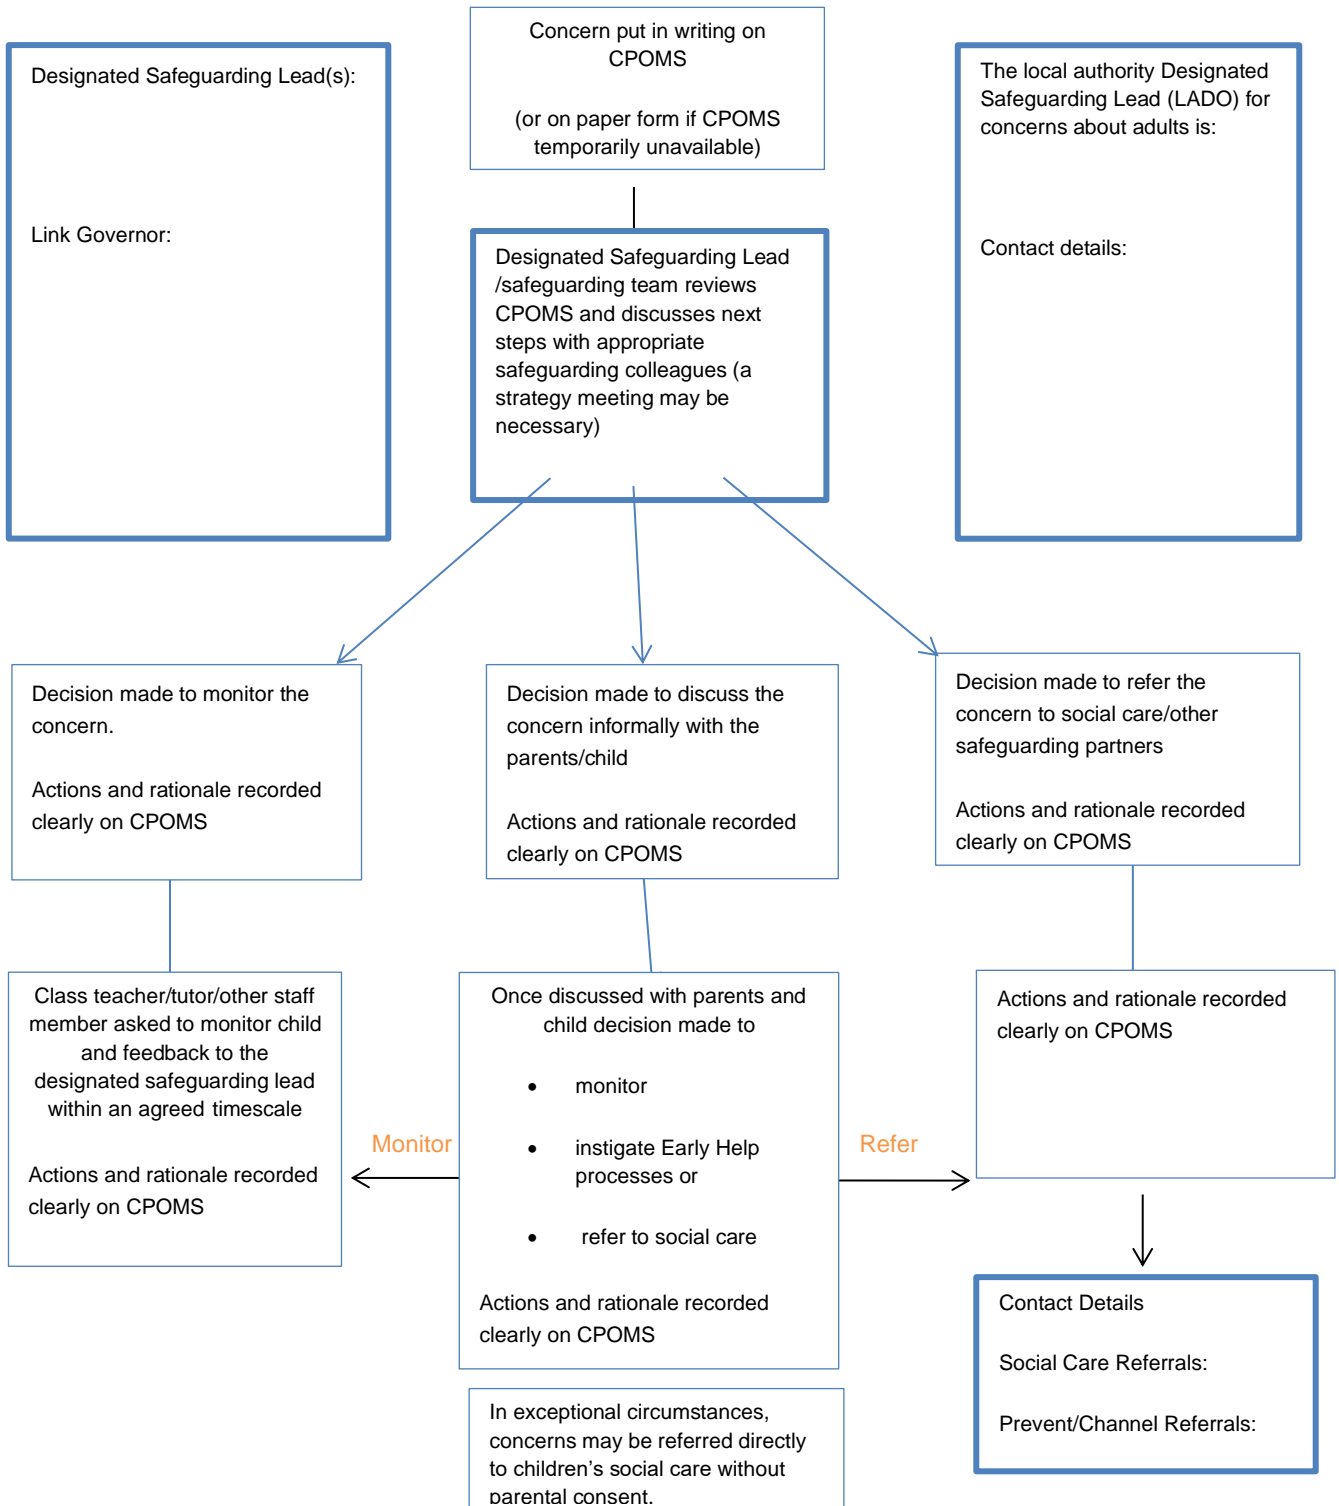 Concern put in writing on
CPOMS
(or on paper form if CPOMS
temporarily unavailable)
Designated Safeguarding Lead(s):
Link Governor:
The local authority Designated
Safeguarding Lead (LADO) for
concerns about adults is:
Contact details:
Designated Safeguarding Lead
/safeguarding team reviews
CPOMS and discusses next
steps with appropriate
safeguarding colleagues (a
strategy meeting may be
necessary)
Decision made to monitor the
concern.
Actions and rationale recorded
clearly on CPOMS
Decision made to discuss the
concern informally with the
parents/child
Actions and rationale recorded
clearly on CPOMS
Decision made to refer the
concern to social care/other
safeguarding partners
Actions and rationale recorded
clearly on CPOMS
Class teacher/tutor/other staff
member asked to monitor child
and feedback to the
designated safeguarding lead
within an agreed timescale
Actions and rationale recorded
clearly on CPOMS
Monitor
Once discussed with parents and
child decision made to
• monitor
• instigate Early Help
processes or
• refer to social care
Actions and rationale recorded
clearly on CPOMS
Refer
Actions and rationale recorded
clearly on CPOMS
Contact Details
Social Care Referrals:
Prevent/Channel Referrals:
In exceptional circumstances,
concerns may be referred directly
to children's social care without
parental consent.